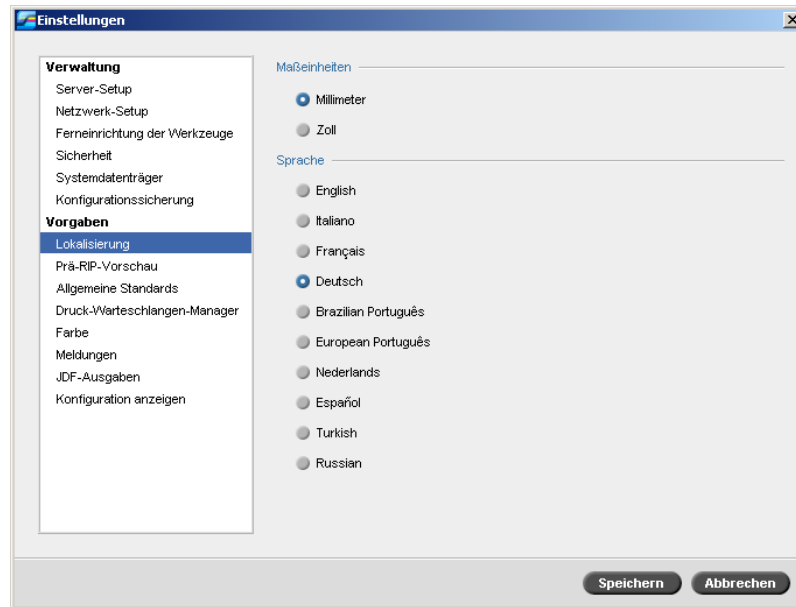 Einstellungen
Verwaltung
Server-Setup
Netzwerk-Setup
Ferneinrichtung der Werkzeuge
Sicherheit
Systemdatenträger
Konfigurationssicherung
Vorgaben
Lokalisierung
Prä-RIP-Vorschau
Allgemeine Standards
Druck-Warteschlangen-Manager
Farbe
Meldungen
JDF-Ausgaben
Konfiguration anzeigen
Maßeinheiten
Millimeter
Zoll
Sprache
English
Italiano
Français
Deutsch
Brazilian Português
European Português
Nederlands
Español
Turkish
Russian
Speichern
Abbrechen